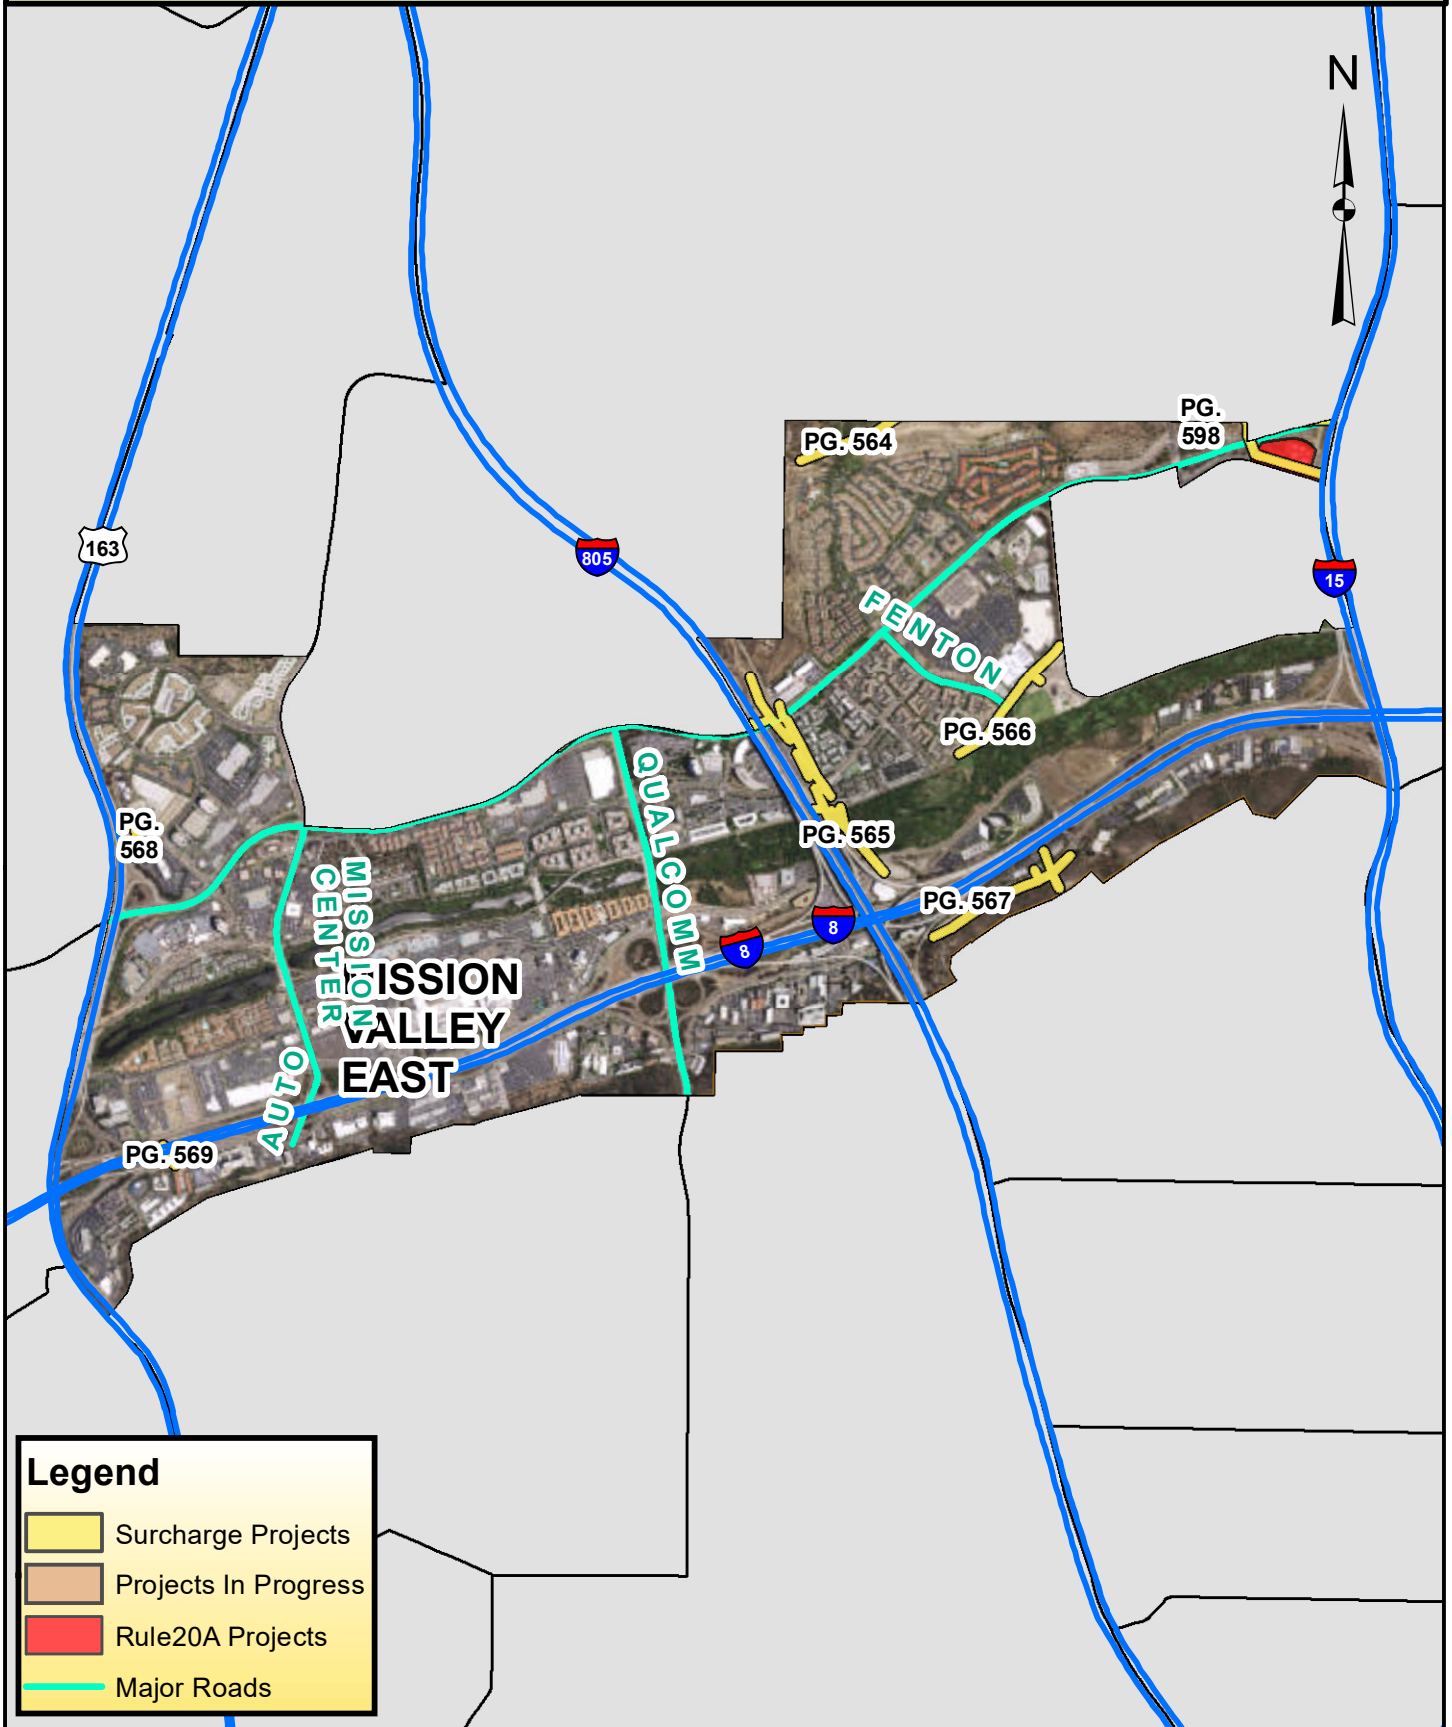 N
PG.
598
PG. 564
163
805
15
FENTON
PG. 566
QUALCOMM
PG.
568
PG. 565
MISSION
CENTER
PG. 567
8
8
MISSION
VALLEY
EAST
AUTO
PG. 569
Legend
Surcharge Projects
Projects In Progress
Rule20A Projects
Major Roads